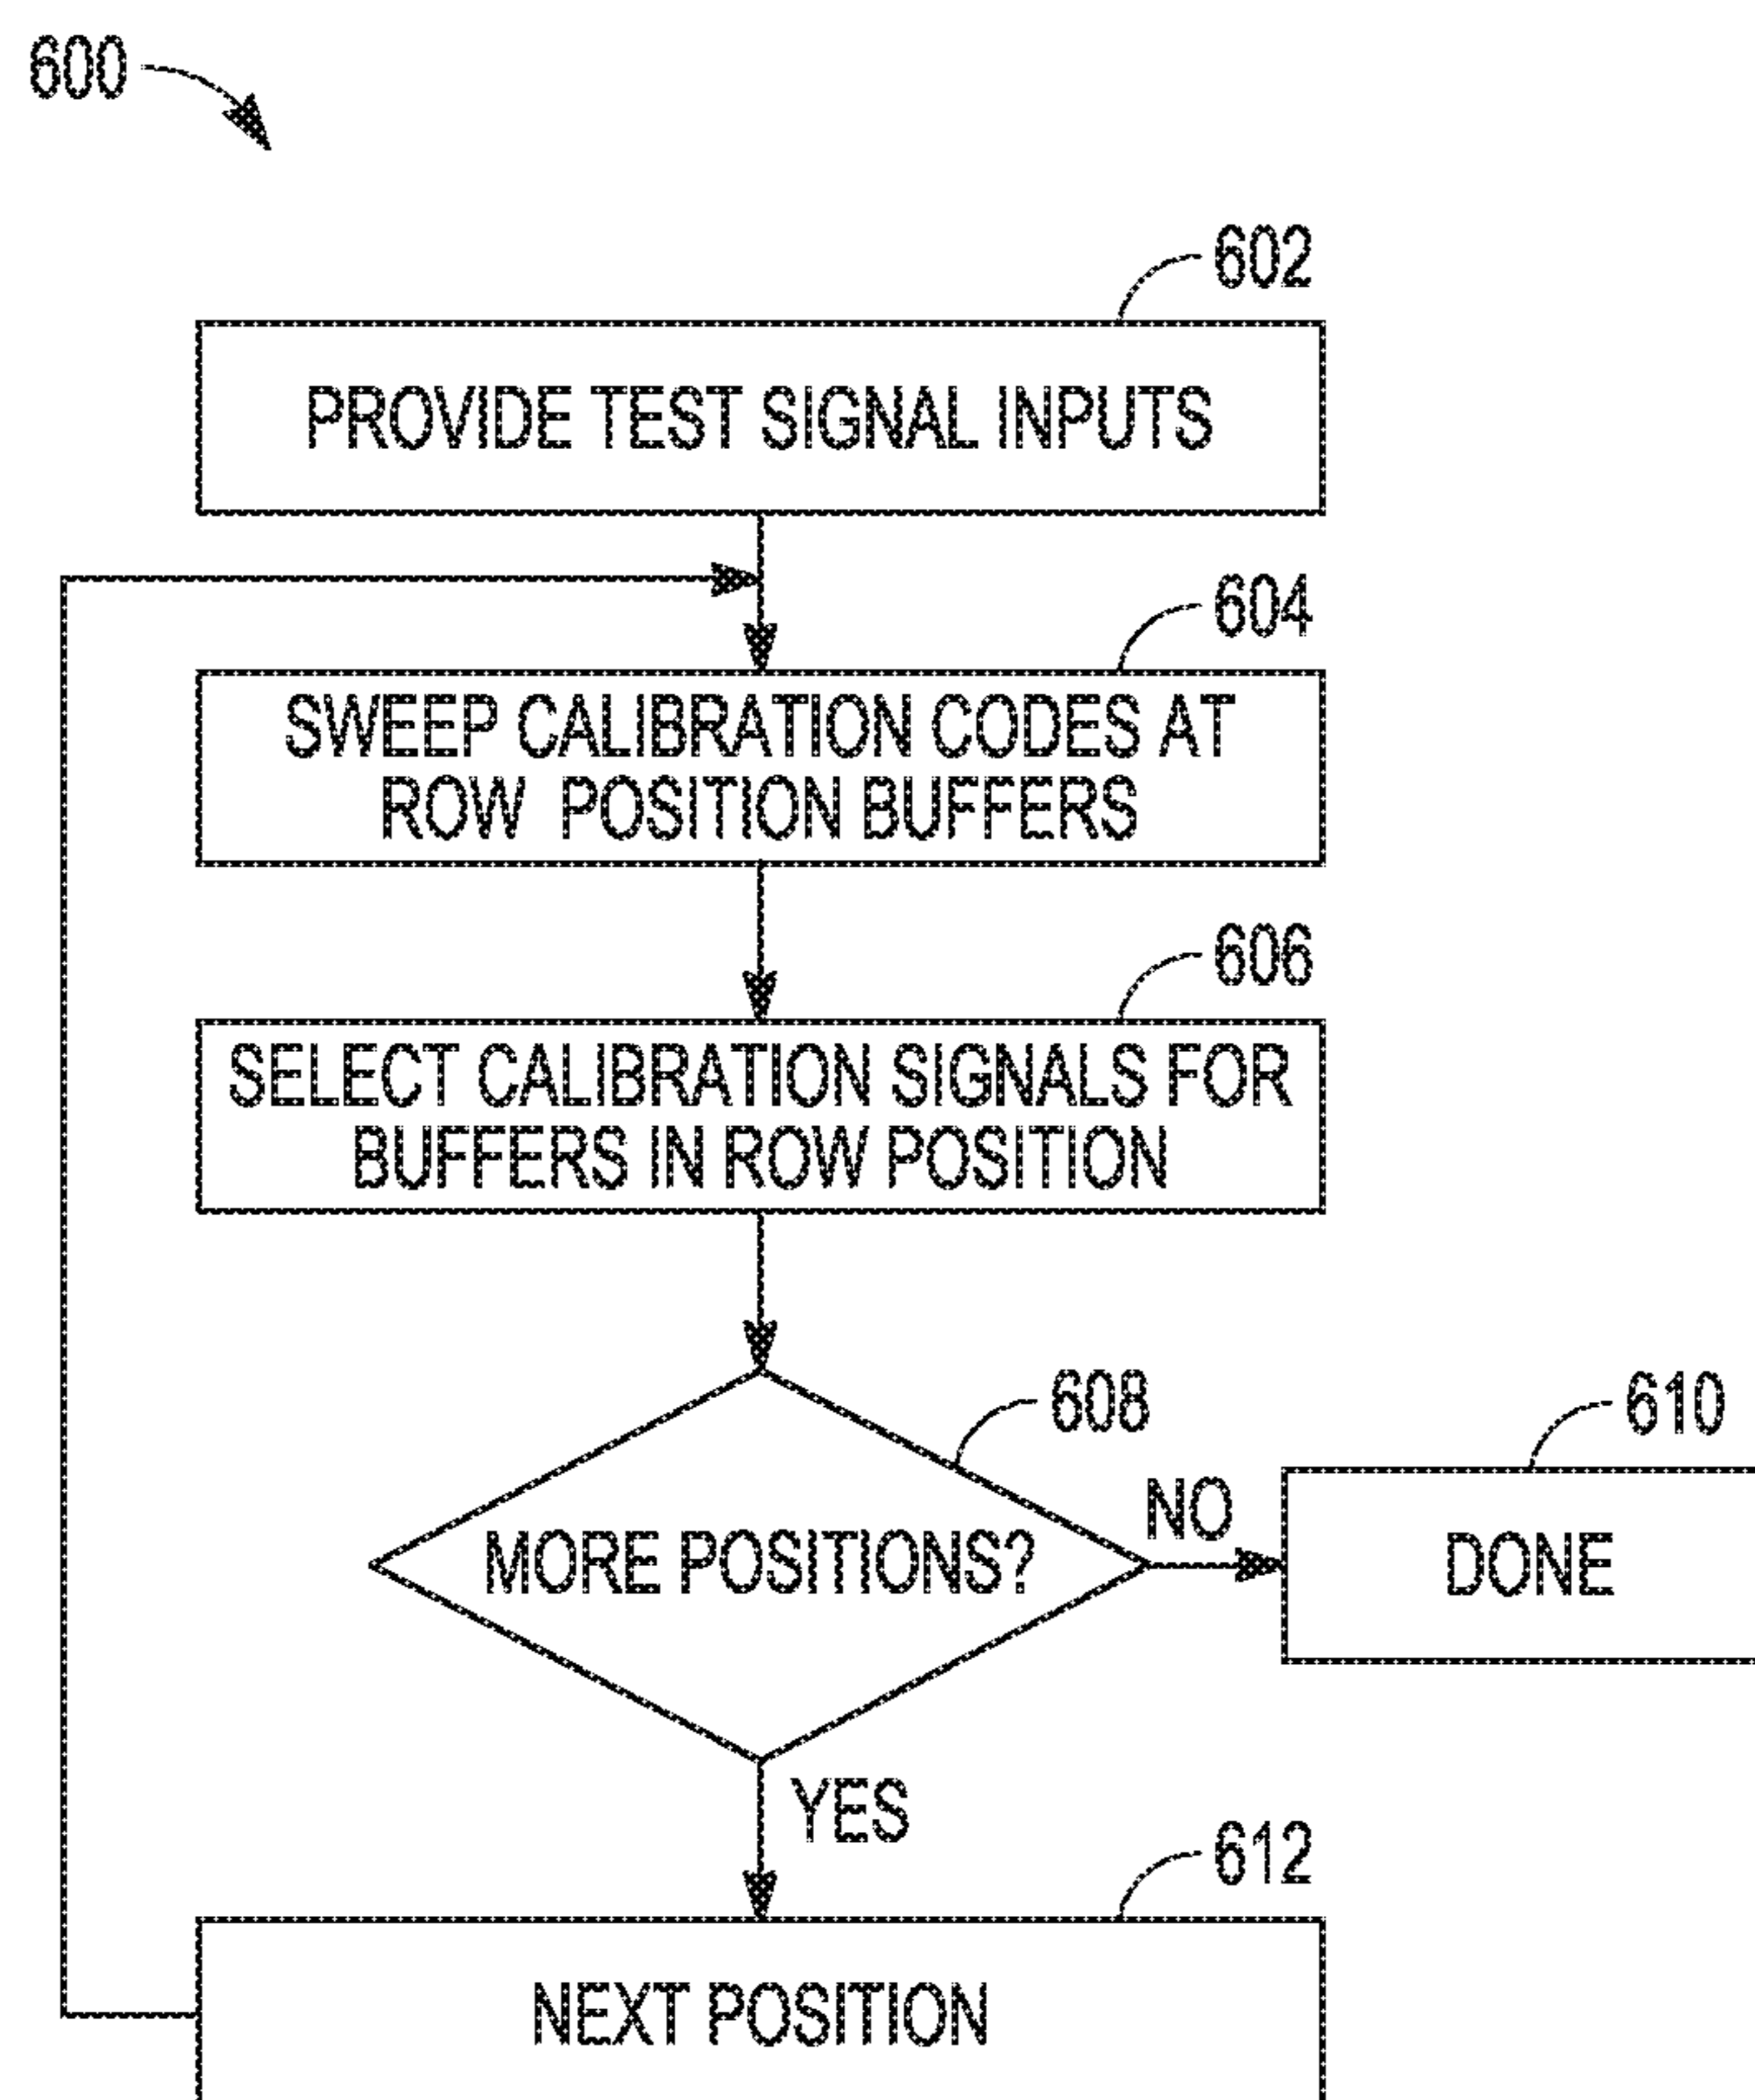 600
602
PROVIDE TEST SIGNAL INPUTS
604
SWEEP CALIBRATION CODES AT
ROW POSITION BUFFERS
606
SELECT CALIBRATION SIGNALS FOR
BUFFERS IN ROW POSITION
608
610
NO
MORE POSITIONS?
DONE
YES
612
NEXT POSITION